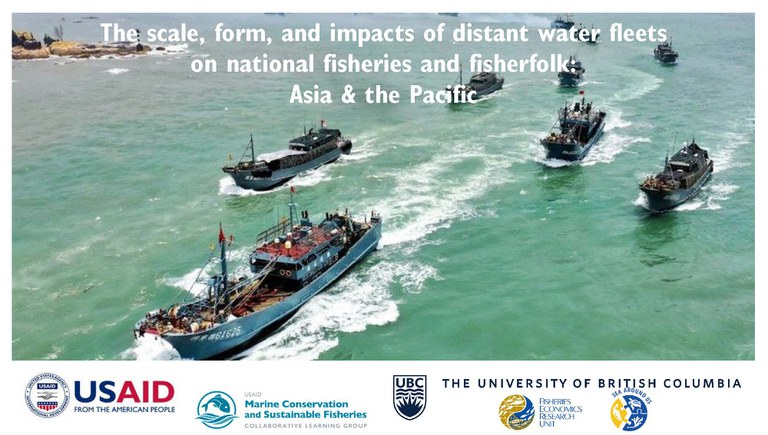 The scale, form, and impacts of distant water fleets
on national fisheries and fisherfolk:
Asia & the Pacific
61625
USAID
USAID
FROM THE AMERICAN PEOPLE
USAID
Marine Conservation
and Sustainable Fisheries
COLLABORATIVE LEARNING GROUP
UBC
THE UNIVERSITY OF BRITISH COLUMBIA
FISHERIES
ECONOMICS
RESEARCH
UNIT
SEA AROUND US